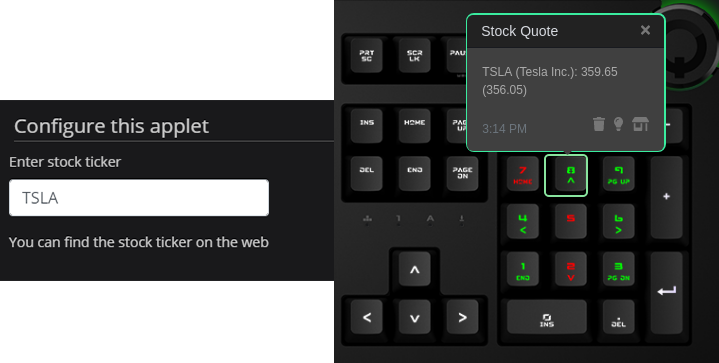 Configure this applet
Enter stock ticker
TSLA
You can find the stock ticker on the web
Stock Quote ×
TSLA (Tesla Inc.): 359.65
(356.05)
3:14 PM
PRT SC
SCR LK
PAUS
INS
HOME
PAGE UP
DEL
END
PAGE DN
7 HOME
8 ^
9 PG UP
4 <
5
6 >
+
1 END
2 v
3 PG DN
0 INS
. DEL
^
< v >